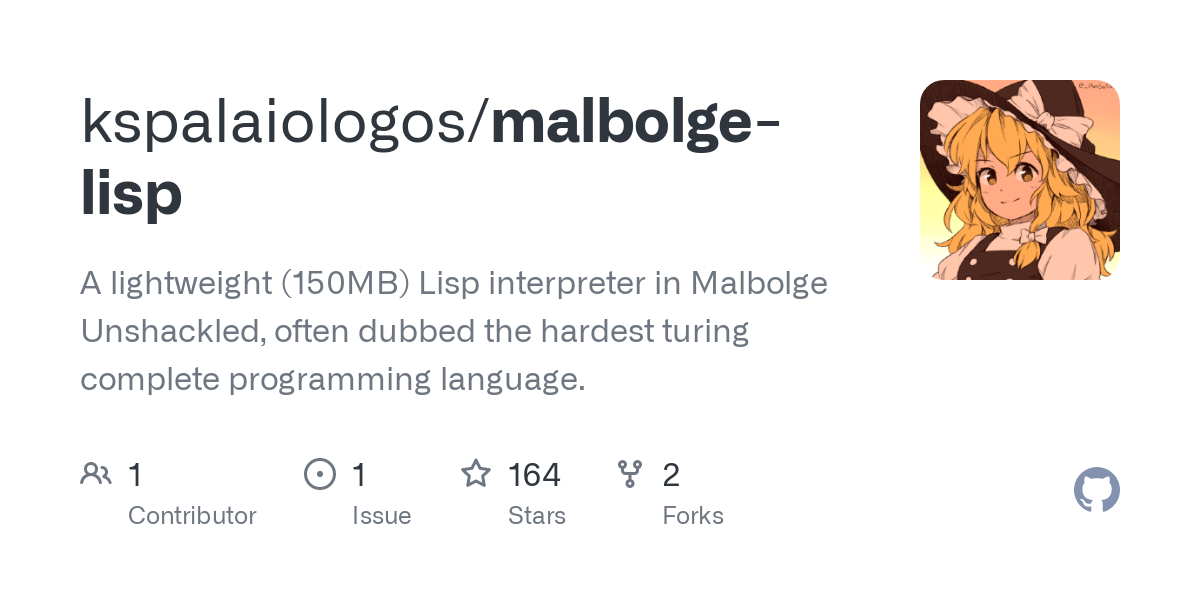 kspalaiologos/malbolge-
lisp
A lightweight (150MB) Lisp interpreter in Malbolge
Unshackled, often dubbed the hardest turing
complete programming language.
1 1 164 2
Contributor Issue Stars Forks